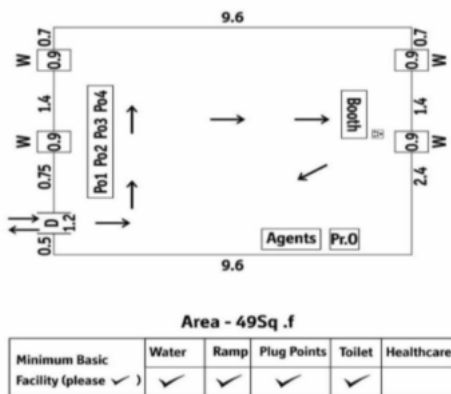 9.6
0.7
0.7
W
0.9
0.9
W
1.4
Po1 Po2 Po3 Po4
Booth
1.4
W
0.9
0.9
W
0.75
2.4
D
1.2
0.5
Agents
Pr.O
9.6
Area - 49Sq .f
Minimum Basic Facility (please ✓ )
Water
Ramp
Plug Points
Toilet
Healthcare
✓ ✓ ✓ ✓